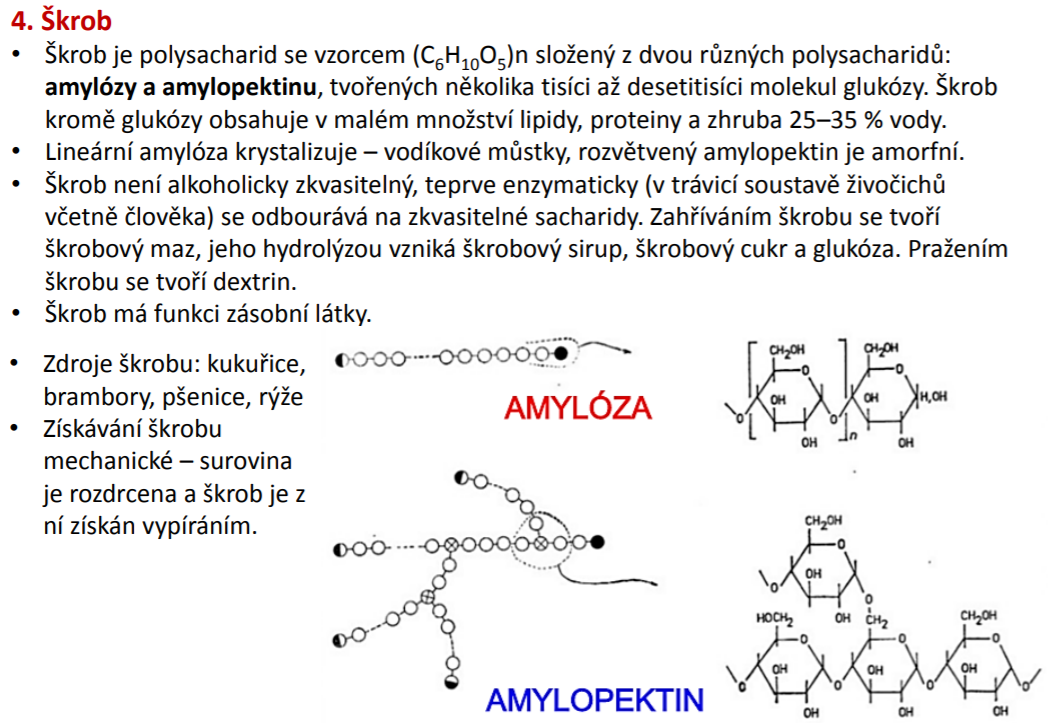 4. Škrob
• Škrob je polysacharid se vzorcem (C6H10O5)n složený z dvou různých polysacharidů:
amylózy a amylopektinu, tvořených několika tisíci až desetitisíci molekul glukózy. Škrob
kromě glukózy obsahuje v malém množství lipidy, proteiny a zhruba 25–35 % vody.
• Lineární amylóza krystalizuje – vodíkové můstky, rozvětvený amylopektin je amorfní.
• Škrob není alkoholicky zkvasitelný, teprve enzymaticky (v trávicí soustavě živočichů
včetně člověka) se odbourává na zkvasitelné sacharidy. Zahříváním škrobu se tvoří
škrobový maz, jeho hydrolýzou vzniká škrobový sirup, škrobový cukr a glukóza. Pražením
škrobu se tvoří dextrin.
• Škrob má funkci zásobní látky.
• Zdroje škrobu: kukuřice,
brambory, pšenice, rýže
• Získávání škrobu
mechanické – surovina
je rozdrcena a škrob je z
ní získán vypíráním.
AMYLÓZA
CH2OH CH2OH
O O
OH OH H,OH
O O
OH n OH
AMYLOPEKTIN
CH2OH
O
OH
O O
OH CH2
HOCH2 CH2OH
O O O
OH OH OH
O O O O
OH OH OH